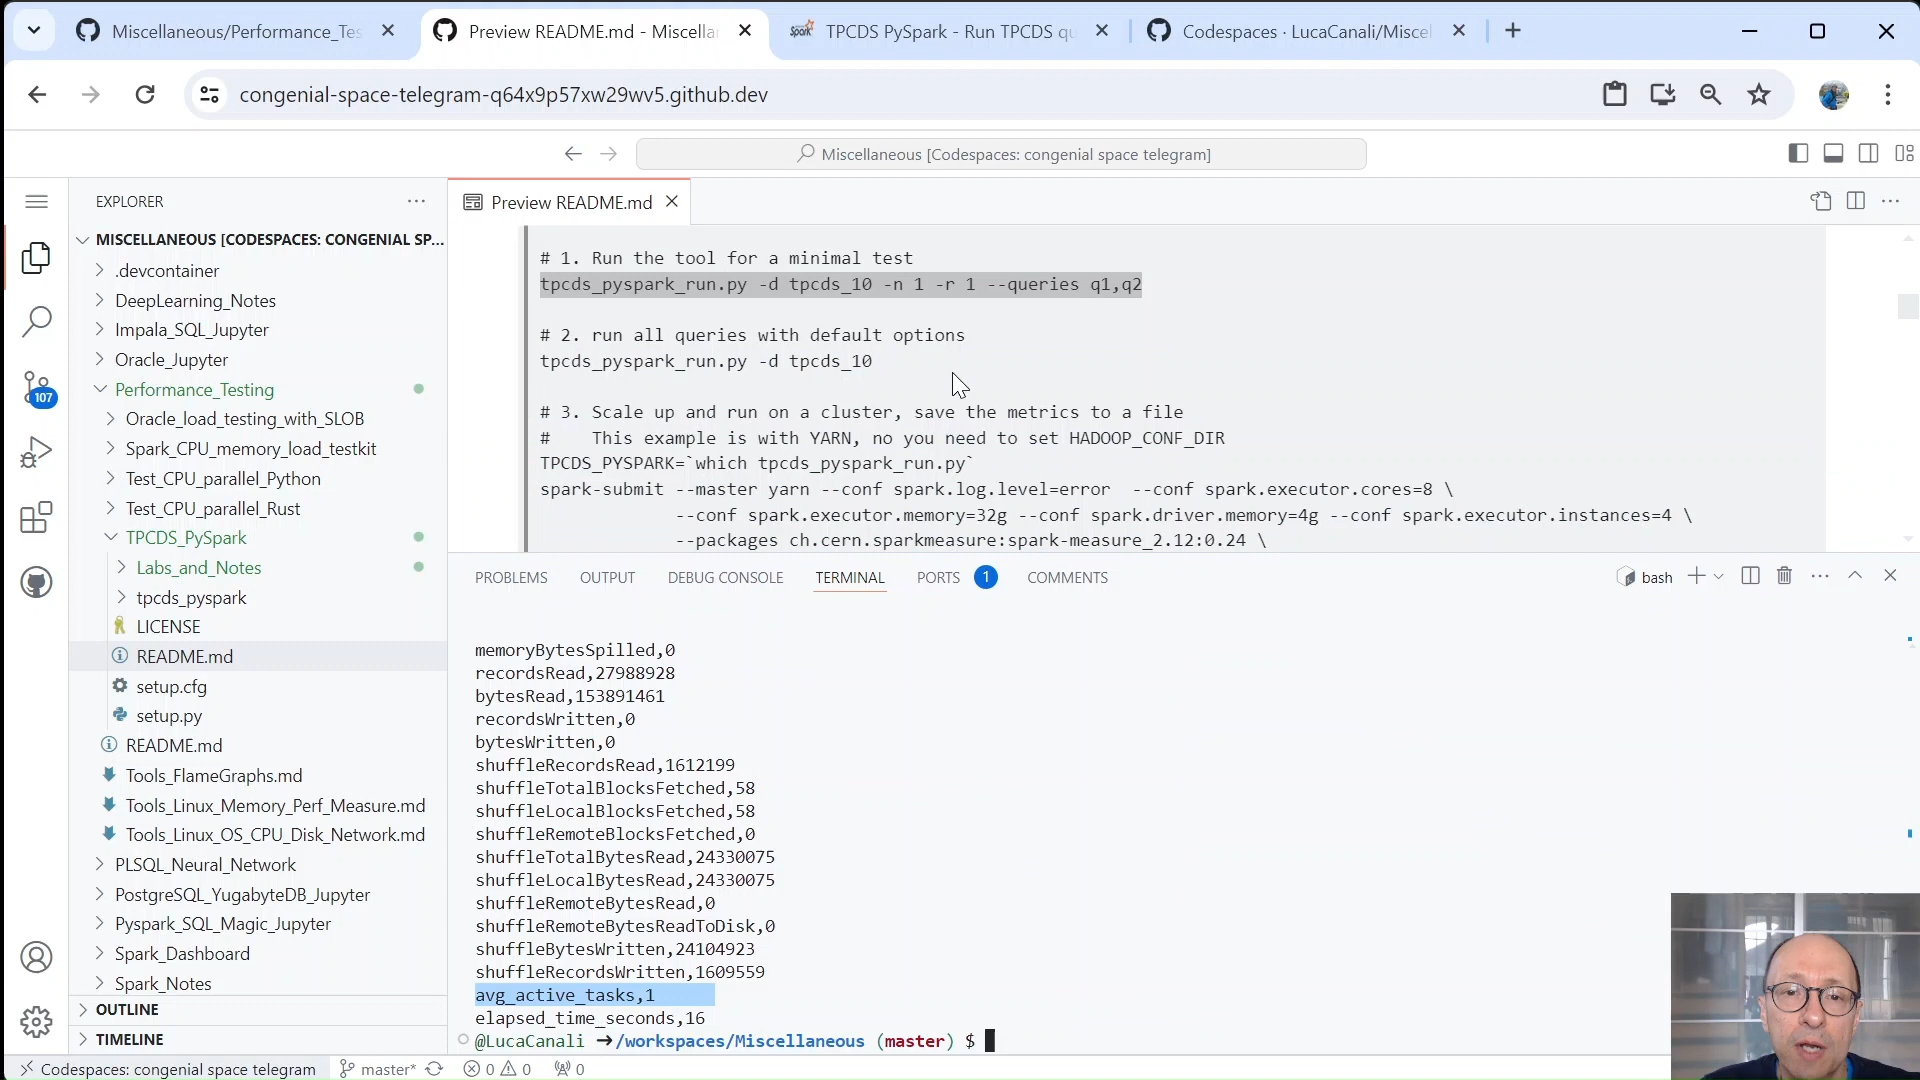 Miscellaneous/Performance_Tes
Preview README.md - Miscellan
Spark
TPCDS PySpark - Run TPCDS qu
Codespaces · LucaCanali/Miscel
congenial-space-telegram-q64x9p57xw29wv5.github.dev
Miscellaneous [Codespaces: congenial space telegram]
EXPLORER
Preview README.md
MISCELLANEOUS [CODESPACES: CONGENIAL SP...
.devcontainer
DeepLearning_Notes
Impala_SQL_Jupyter
Oracle_Jupyter
Performance_Testing
Oracle_load_testing_with_SLOB
Spark_CPU_memory_load_testkit
Test_CPU_parallel_Python
Test_CPU_parallel_Rust
TPCDS_PySpark
Labs_and_Notes
tpcds_pyspark
LICENSE
README.md
setup.cfg
setup.py
README.md
Tools_FlameGraphs.md
Tools_Linux_Memory_Perf_Measure.md
Tools_Linux_OS_CPU_Disk_Network.md
PLSQL_Neural_Network
PostgreSQL_YugabyteDB_Jupyter
Pyspark_SQL_Magic_Jupyter
Spark_Dashboard
Spark_Notes
OUTLINE
TIMELINE
107
# 1. Run the tool for a minimal test
tpcds_pyspark_run.py -d tpcds_10 -n 1 -r 1 --queries q1,q2
# 2. run all queries with default options
tpcds_pyspark_run.py -d tpcds_10
# 3. Scale up and run on a cluster, save the metrics to a file
#    This example is with YARN, no you need to set HADOOP_CONF_DIR
TPCDS_PYSPARK=`which tpcds_pyspark_run.py`
spark-submit --master yarn --conf spark.log.level=error  --conf spark.executor.cores=8 \
--conf spark.executor.memory=32g --conf spark.driver.memory=4g --conf spark.executor.instances=4 \
--packages ch.cern.sparkmeasure:spark-measure_2.12:0.24 \
PROBLEMS OUTPUT DEBUG CONSOLE TERMINAL PORTS 1 COMMENTS
bash
memoryBytesSpilled,0
recordsRead,27988928
bytesRead,153891461
recordsWritten,0
bytesWritten,0
shuffleRecordsRead,1612199
shuffleTotalBlocksFetched,58
shuffleLocalBlocksFetched,58
shuffleRemoteBlocksFetched,0
shuffleTotalBytesRead,24330075
shuffleLocalBytesRead,24330075
shuffleRemoteBytesRead,0
shuffleRemoteBytesReadToDisk,0
shuffleBytesWritten,24104923
shuffleRecordsWritten,1609559
avg_active_tasks,1
elapsed_time_seconds,16
@LucaCanali ➜/workspaces/Miscellaneous (master) $
Codespaces: congenial space telegram
master*
0
0
0